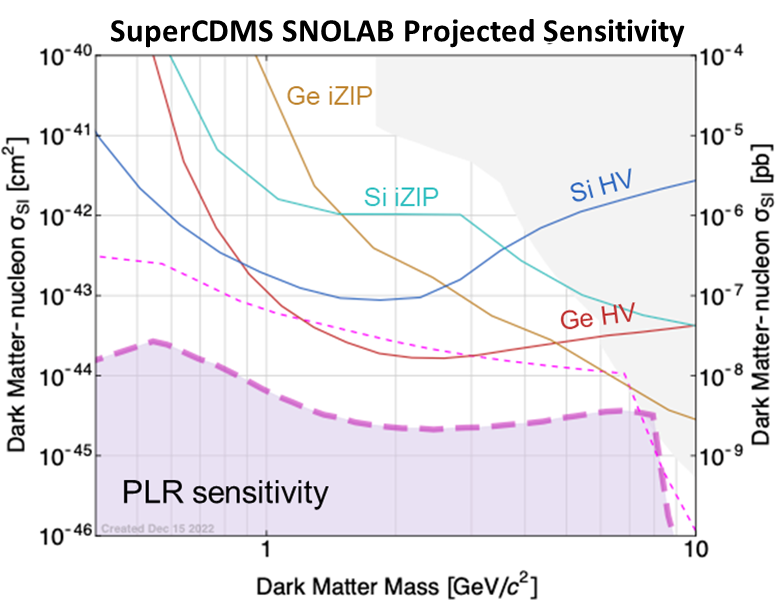 SuperCDMS SNOLAB Projected Sensitivity
10⁻⁴⁰
10⁻⁴¹
10⁻⁴²
10⁻⁴³
10⁻⁴⁴
10⁻⁴⁵
10⁻⁴⁶
Dark Matter-nucleon σSI [cm²]
Ge iZIP
Si iZIP
Si HV
Ge HV
PLR sensitivity
Created Dec 15 2022
10⁻⁴
10⁻⁵
10⁻⁶
10⁻⁷
10⁻⁸
10⁻⁹
Dark Matter-nucleon σSI [pb]
1
10
Dark Matter Mass [GeV/c²]